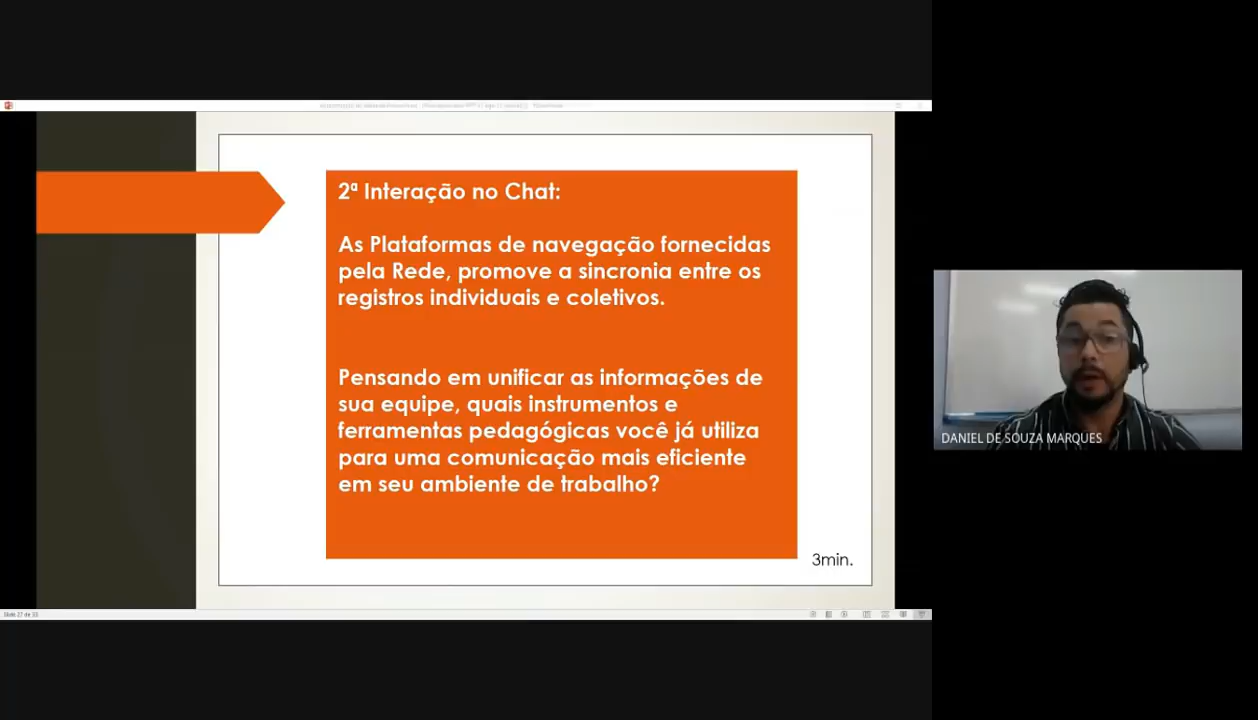 2ª Interação no Chat:
As Plataformas de navegação fornecidas
pela Rede, promove a sincronia entre os
registros individuais e coletivos.
Pensando em unificar as informações de
sua equipe, quais instrumentos e
ferramentas pedagógicas você já utiliza
para uma comunicação mais eficiente
em seu ambiente de trabalho?
3min.
DANIEL DE SOUZA MARQUES